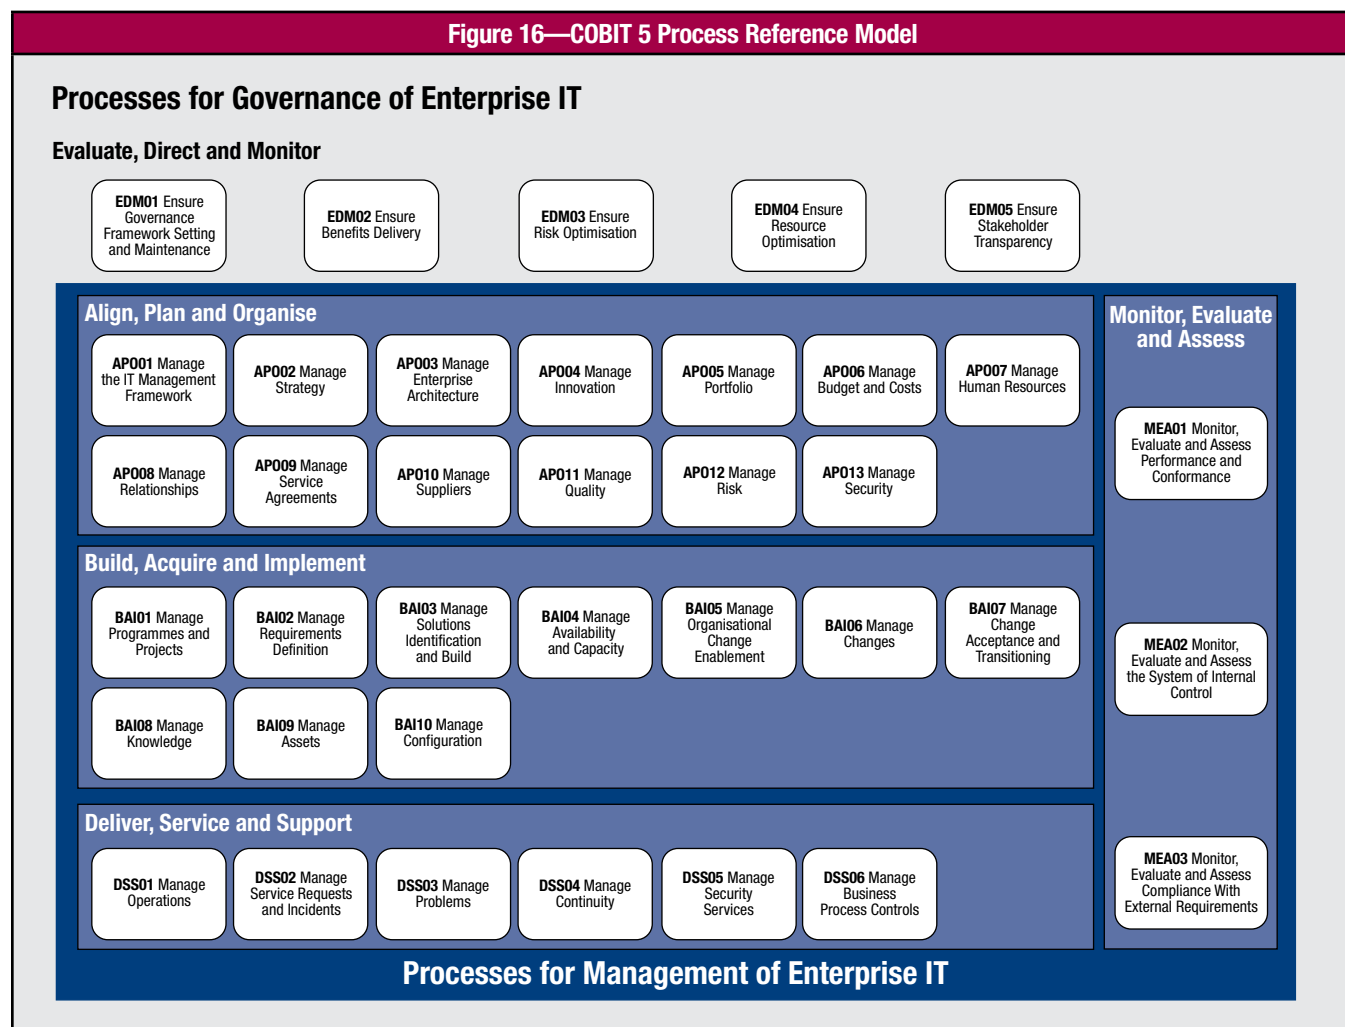 Figure 16—COBIT 5 Process Reference Model
Processes for Governance of Enterprise IT
Evaluate, Direct and Monitor
EDM01 Ensure
Governance
Framework Setting
and Maintenance
EDM02 Ensure
Benefits Delivery
EDM03 Ensure
Risk Optimisation
EDM04 Ensure
Resource
Optimisation
EDM05 Ensure
Stakeholder
Transparency
Align, Plan and Organise
APO01 Manage
the IT Management
Framework
APO02 Manage
Strategy
APO03 Manage
Enterprise
Architecture
APO04 Manage
Innovation
APO05 Manage
Portfolio
APO06 Manage
Budget and Costs
APO07 Manage
Human Resources
APO08 Manage
Relationships
APO09 Manage
Service
Agreements
APO10 Manage
Suppliers
APO11 Manage
Quality
APO12 Manage
Risk
APO13 Manage
Security
Build, Acquire and Implement
BAI01 Manage
Programmes and
Projects
BAI02 Manage
Requirements
Definition
BAI03 Manage
Solutions
Identification
and Build
BAI04 Manage
Availability
and Capacity
BAI05 Manage
Organisational
Change
Enablement
BAI06 Manage
Changes
BAI07 Manage
Change
Acceptance and
Transitioning
BAI08 Manage
Knowledge
BAI09 Manage
Assets
BAI10 Manage
Configuration
Deliver, Service and Support
DSS01 Manage
Operations
DSS02 Manage
Service Requests
and Incidents
DSS03 Manage
Problems
DSS04 Manage
Continuity
DSS05 Manage
Security
Services
DSS06 Manage
Business
Process Controls
Monitor, Evaluate
and Assess
MEA01 Monitor,
Evaluate and Assess
Performance and
Conformance
MEA02 Monitor,
Evaluate and Assess
the System of Internal
Control
MEA03 Monitor,
Evaluate and Assess
Compliance With
External Requirements
Processes for Management of Enterprise IT